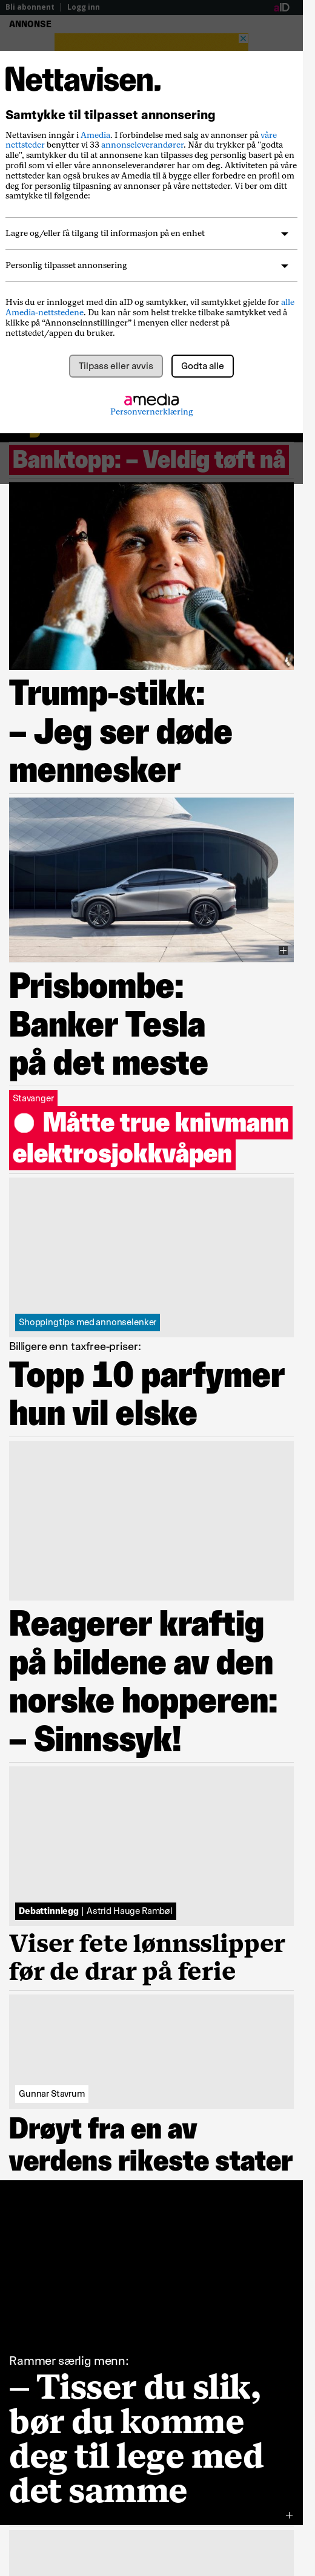 Bli abonnent | Logg inn
aID
ANNONSE
Nettavisen.
Samtykke til tilpasset annonsering
Nettavisen inngår i Amedia. I forbindelse med salg av annonser på våre
nettsteder benytter vi 33 annonseleverandører. Når du trykker på "godta
alle", samtykker du til at annonsene kan tilpasses deg personlig basert på en
profil som vi eller våre annonseleverandører har om deg. Aktiviteten på våre
nettsteder kan også brukes av Amedia til å bygge eller forbedre en profil om
deg for personlig tilpasning av annonser på våre nettsteder. Vi ber om ditt
samtykke til følgende:
Lagre og/eller få tilgang til informasjon på en enhet
Personlig tilpasset annonsering
Hvis du er innlogget med din aID og samtykker, vil samtykket gjelde for alle
Amedia-nettstedene. Du kan når som helst trekke tilbake samtykket ved å
klikke på “Annonseinnstillinger” i menyen eller nederst på
nettstedet/appen du bruker.
Tilpass eller avvis
Godta alle
amedia
Personvernerklæring
Banktopp: – Veldig tøft nå
Trump-stikk:
– Jeg ser døde
mennesker
Prisbombe:
Banker Tesla
på det meste
Stavanger
Måtte true knivmann
elektrosjokkvåpen
Shoppingtips med annonselenker
Billigere enn taxfree-priser:
Topp 10 parfymer
hun vil elske
Reagerer kraftig
på bildene av den
norske hopperen:
– Sinnssyk!
Debattinnlegg | Astrid Hauge Rambøl
Viser fete lønnsslipper
før de drar på ferie
Gunnar Stavrum
Drøyt fra en av
verdens rikeste stater
Rammer særlig menn:
– Tisser du slik,
bør du komme
deg til lege med
det samme